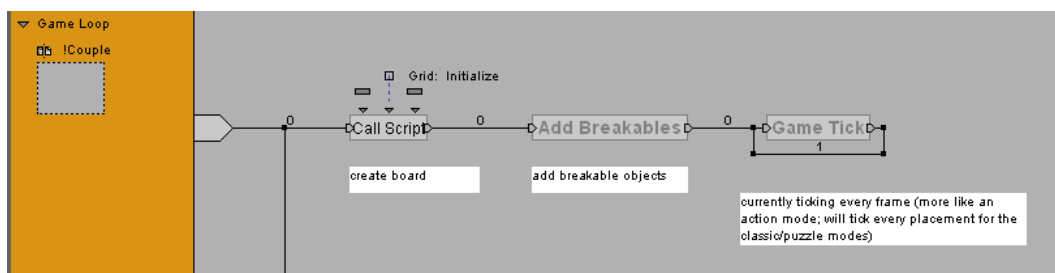 Game Loop
!Couple
Grid: Initialize
0
Call Script
0
Add Breakables
0
Game Tick
1
create board
add breakable objects
currently ticking every frame (more like an
action mode; will tick every placement for the
classic/puzzle modes)